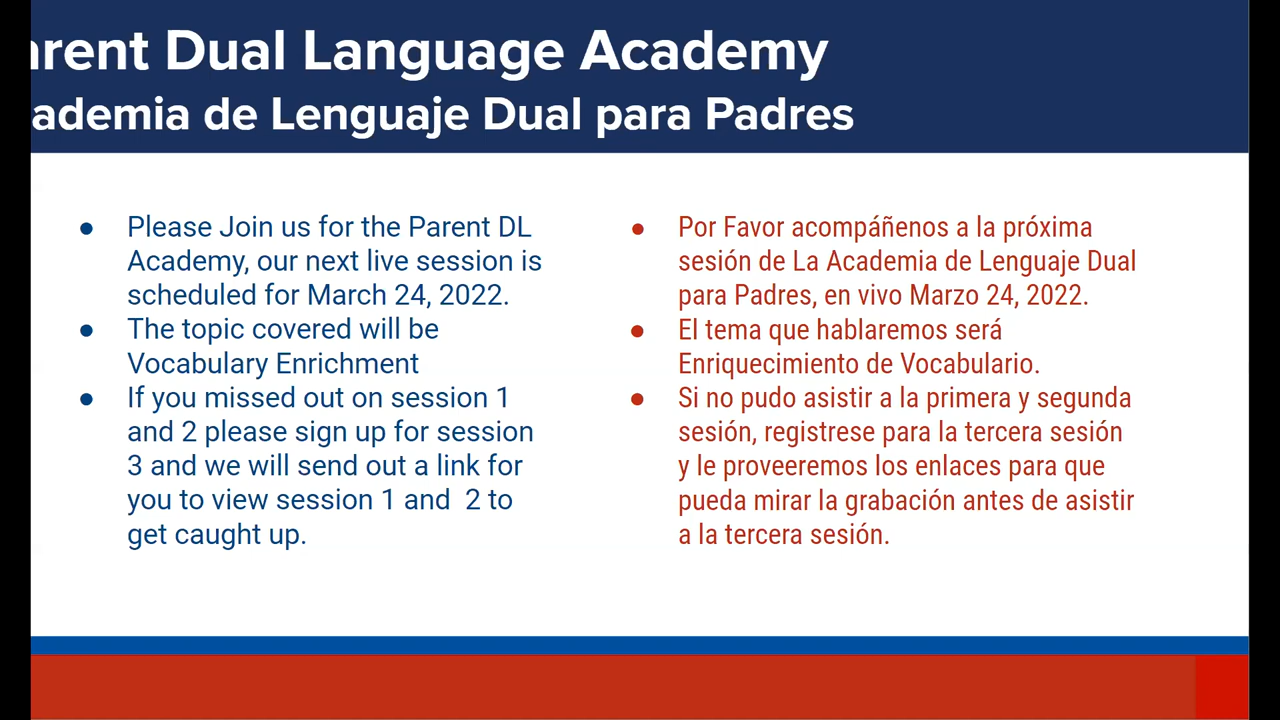 arent Dual Language Academy
ademia de Lenguaje Dual para Padres
● Please Join us for the Parent DL
Academy, our next live session is
scheduled for March 24, 2022.
● The topic covered will be
Vocabulary Enrichment
● If you missed out on session 1
and 2 please sign up for session
3 and we will send out a link for
you to view session 1 and  2 to
get caught up.
● Por Favor acompáñenos a la próxima
sesión de La Academia de Lenguaje Dual
para Padres, en vivo Marzo 24, 2022.
● El tema que hablaremos será
Enriquecimiento de Vocabulario.
● Si no pudo asistir a la primera y segunda
sesión, registrese para la tercera sesión
y le proveeremos los enlaces para que
pueda mirar la grabación antes de asistir
a la tercera sesión.